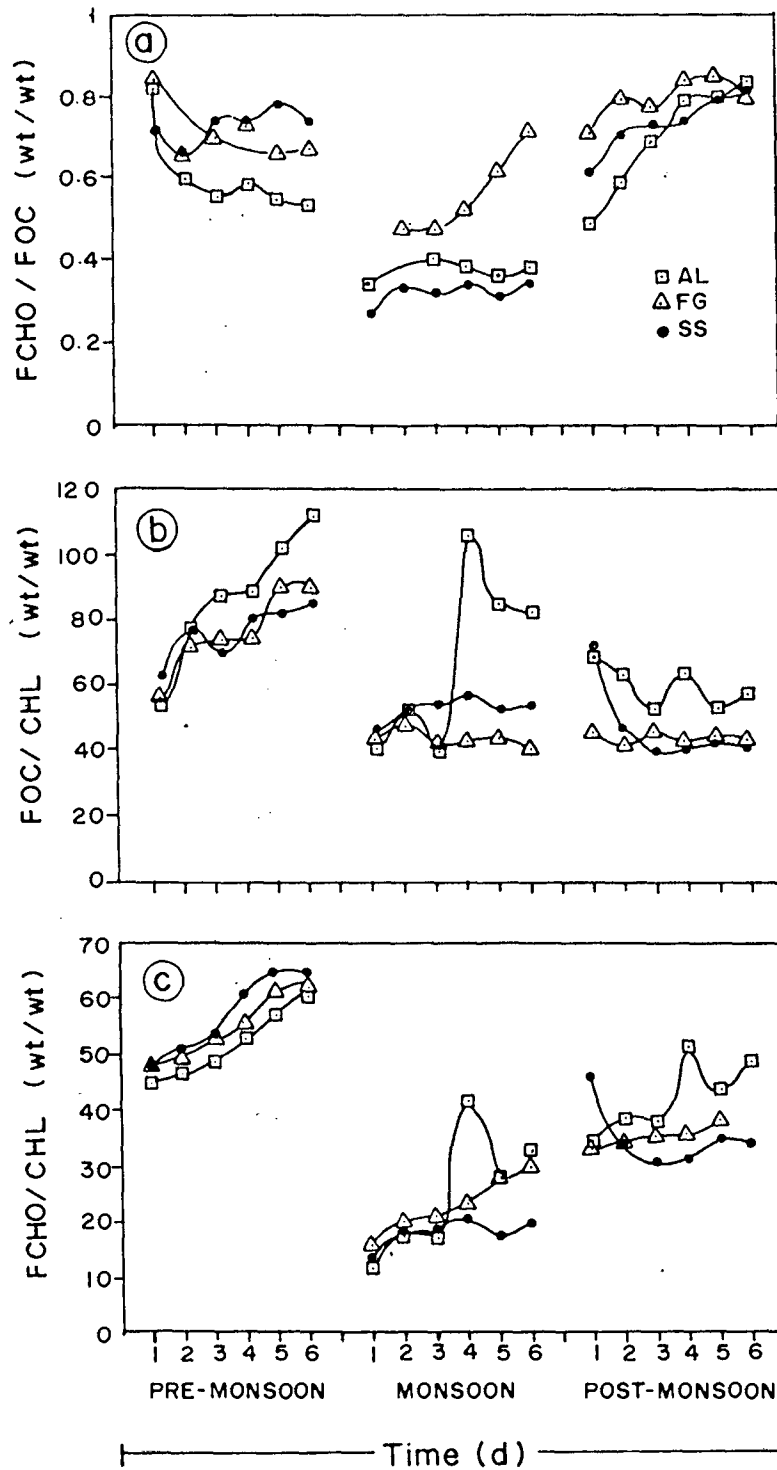 a
1
0.8
0.6
0.4
0.2
0
FCHO / FOC (wt/wt)
AL
FG
SS
b
120
100
80
60
40
20
0
FOC / CHL (wt/wt)
c
70
60
50
40
30
20
10
0
FCHO/CHL (wt/wt)
1 2 3 4 5 6 1 2 3 4 5 6 1 2 3 4 5 6
PRE-MONSOON MONSOON POST-MONSOON
Time (d)